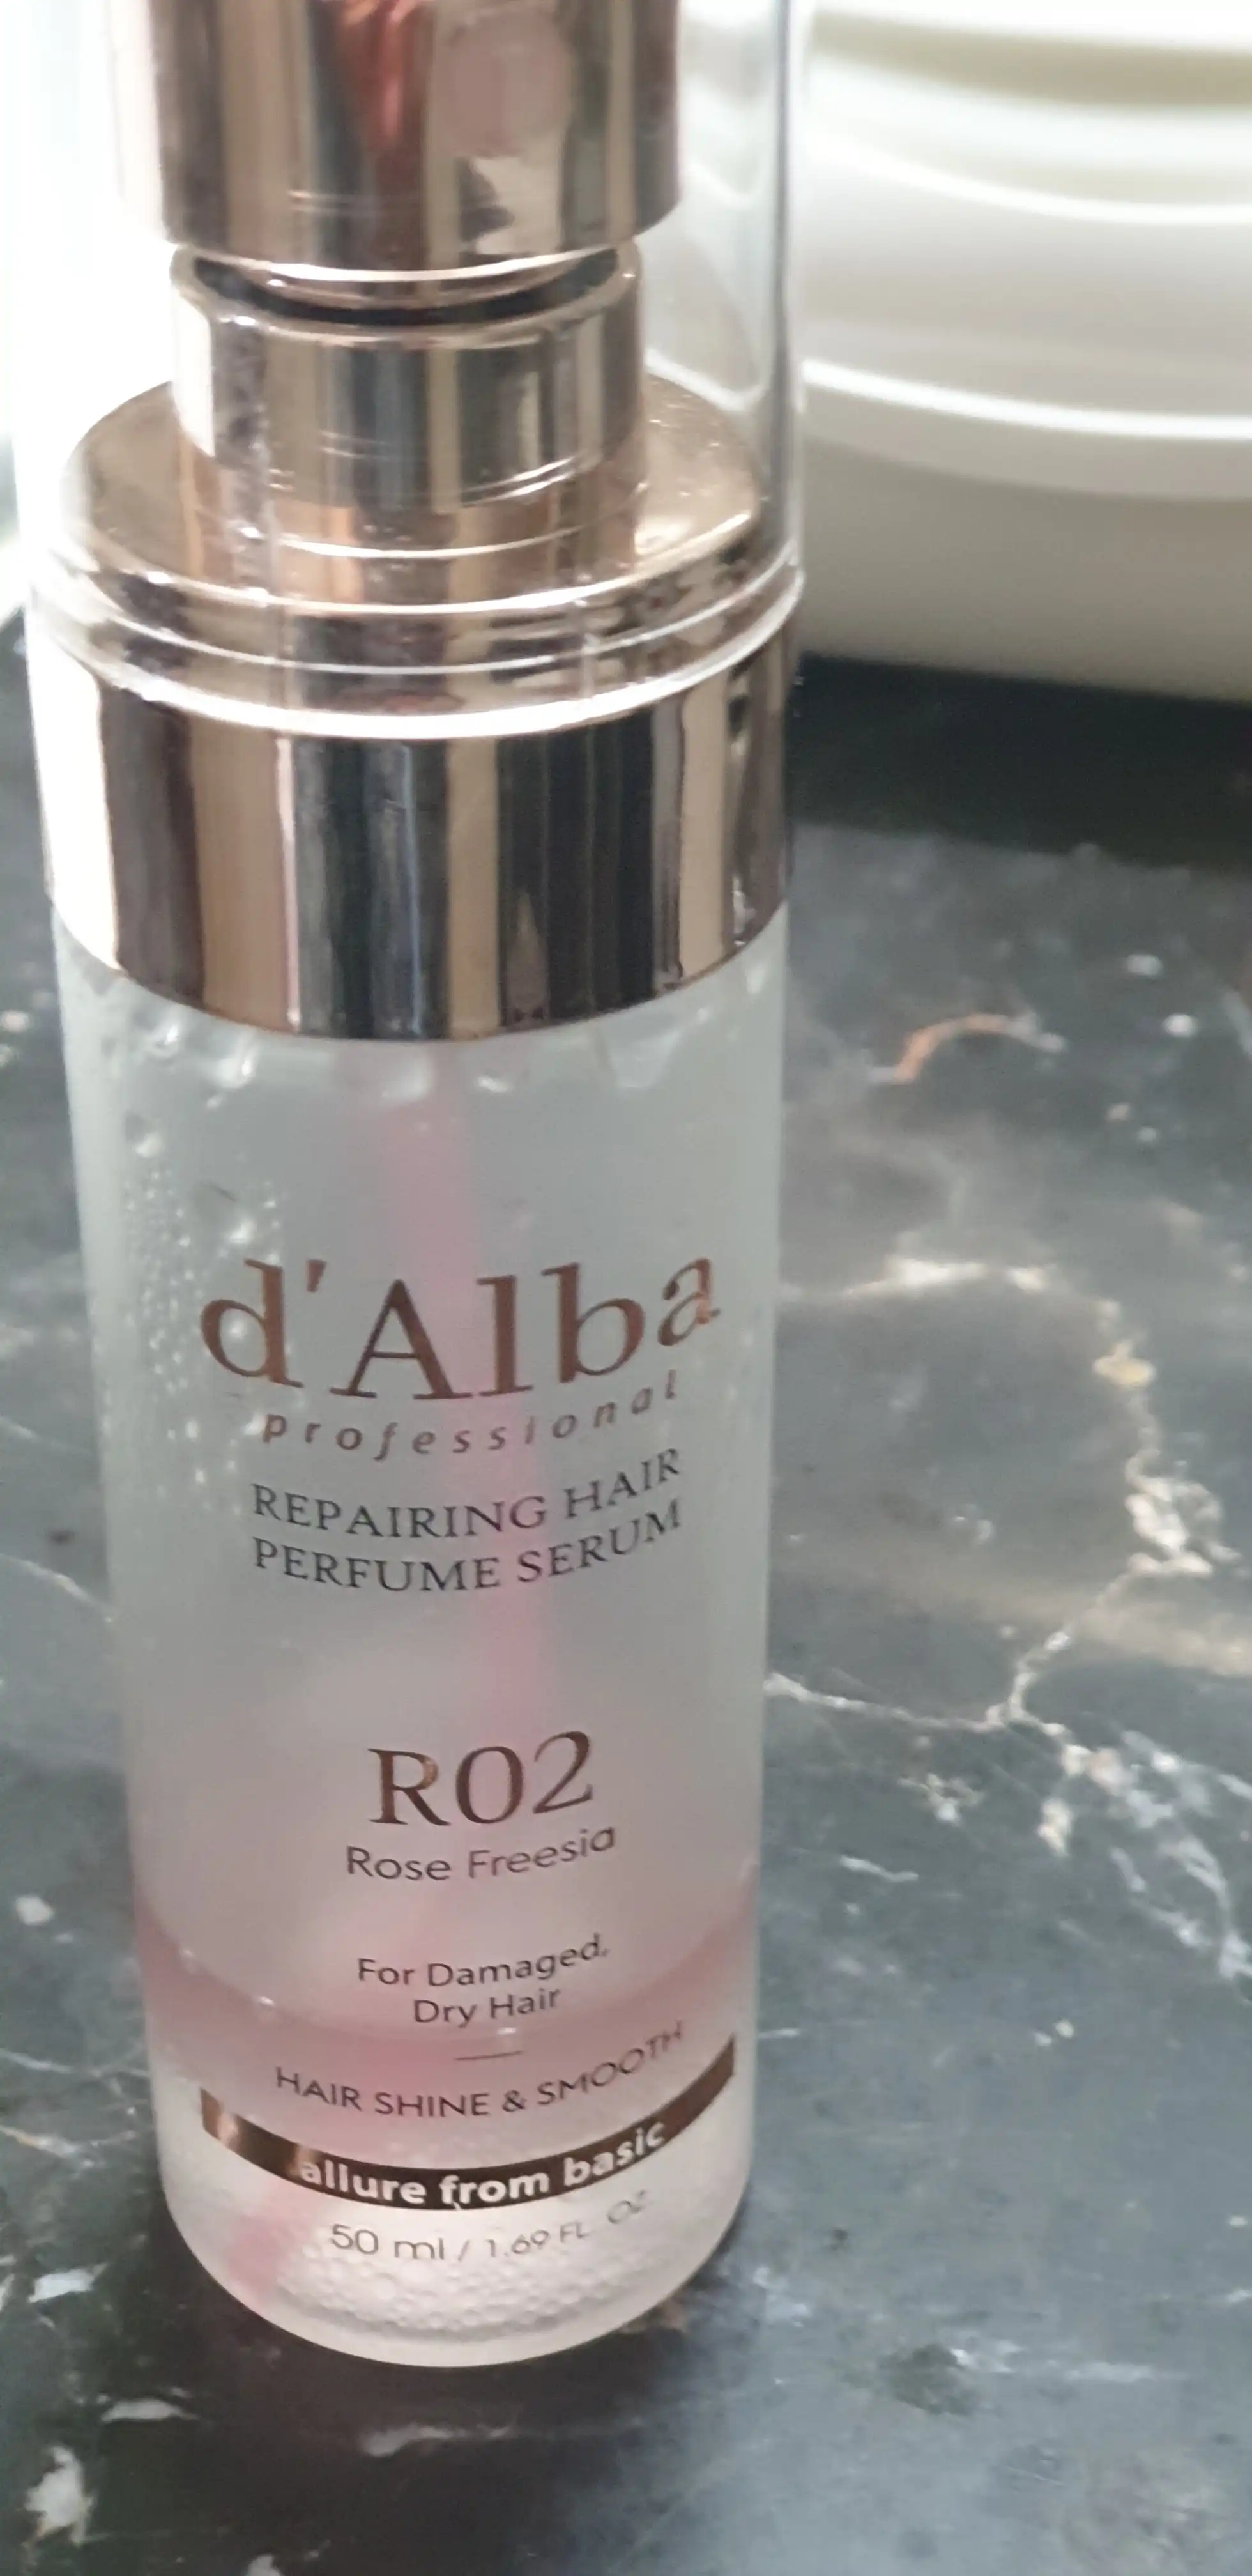 d'Alba
professional
REPAIRING HAIR
PERFUME SERUM
R02
Rose Freesia
For Damaged,
Dry Hair
HAIR SHINE & SMOOTH
allure from basic
50 ml / 1.69 FL. OZ.